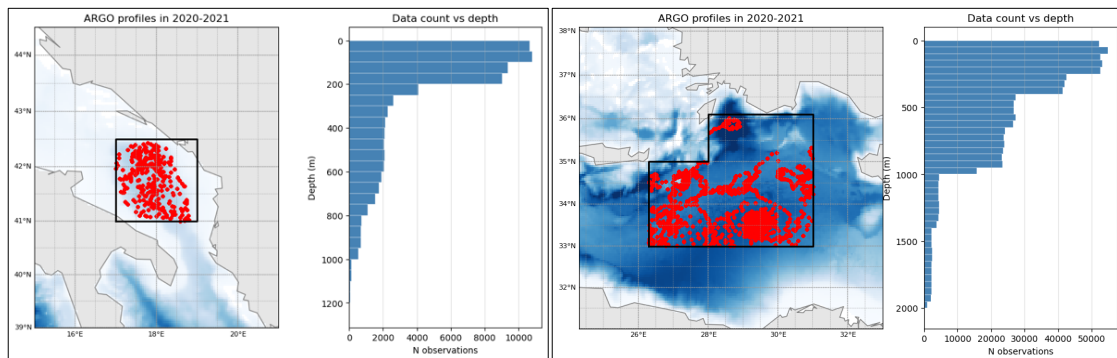 ARGO profiles in 2020-2021
44°N
43°N
42°N
41°N
40°N
39°N
16°E
18°E
20°E
Data count vs depth
0
200
400
600
800
1000
1200
Depth (m)
0
2000
4000
6000
8000
10000
N observations
ARGO profiles in 2020-2021
38°N
37°N
36°N
35°N
34°N
33°N
32°N
31°N
26°E
28°E
30°E
32°E
Data count vs depth
0
500
1000
1500
2000
Depth (m)
0
10000
20000
30000
40000
50000
N observations